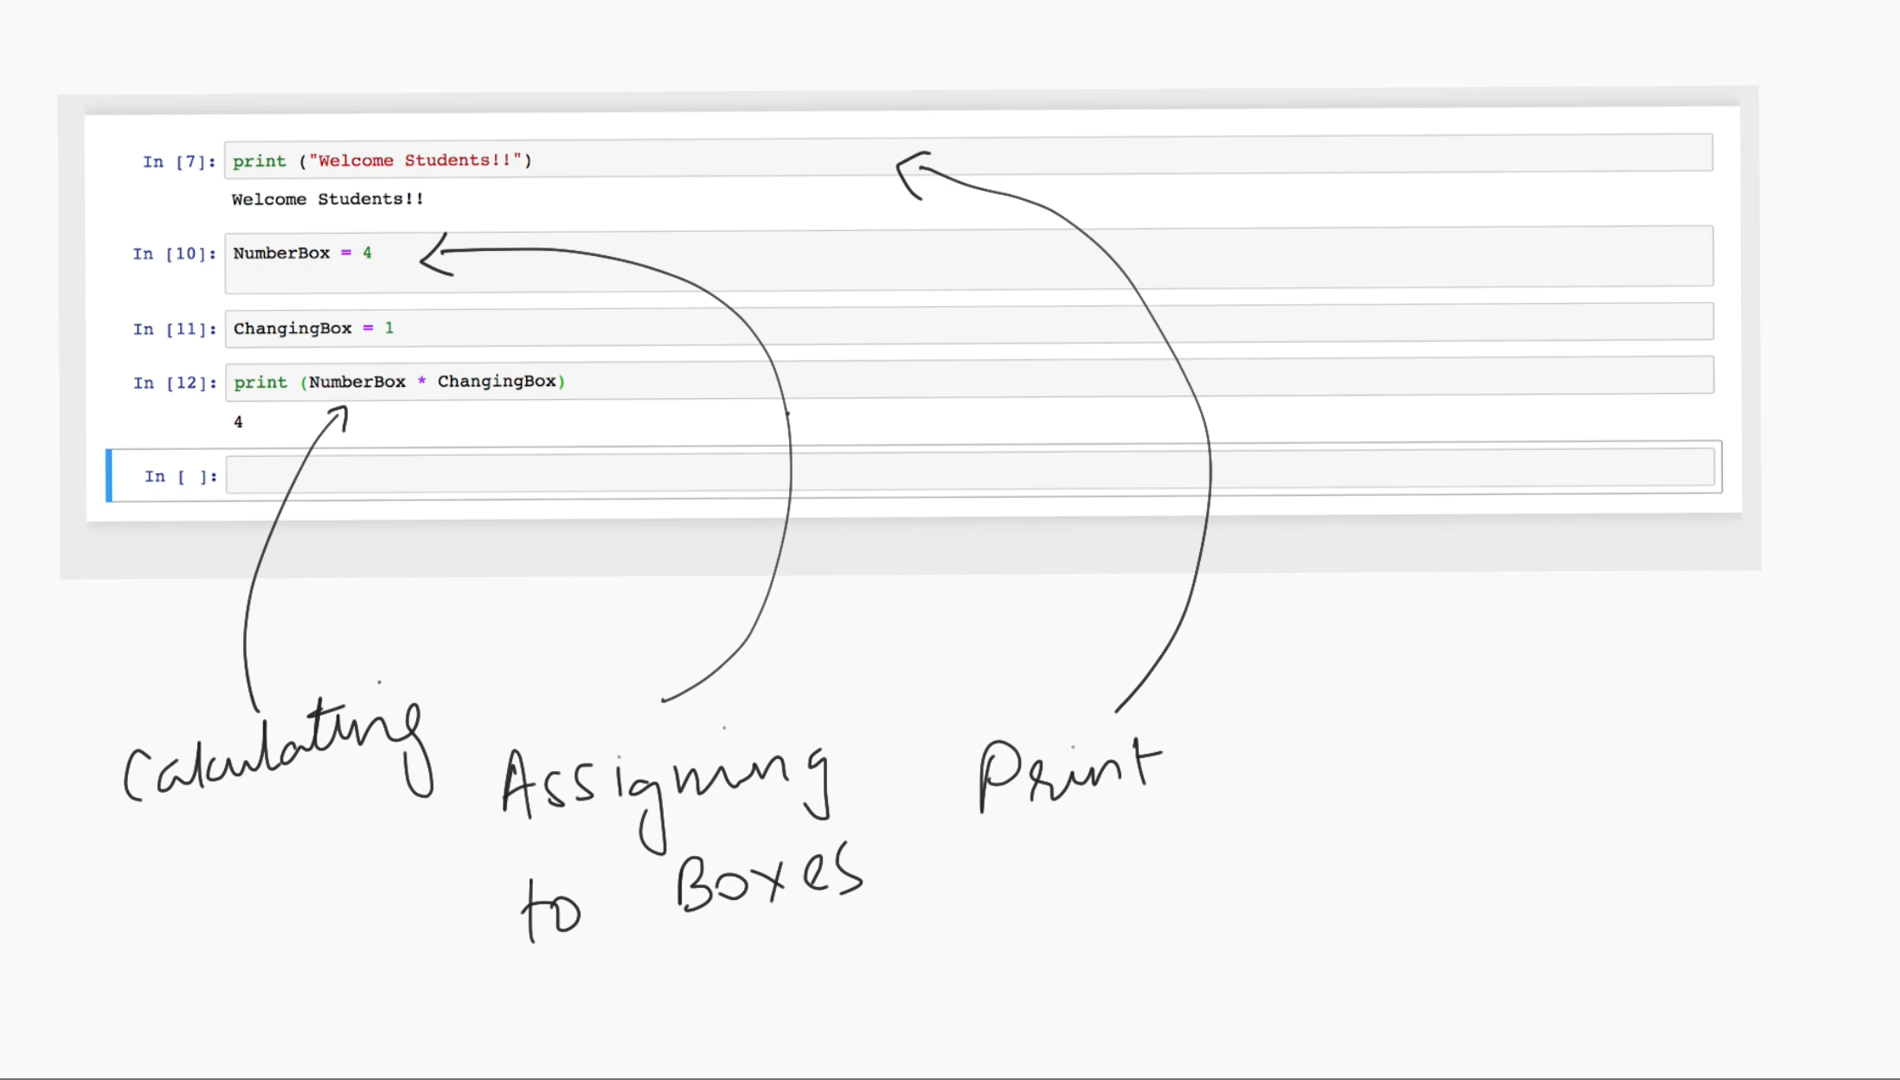 In [7]: print ("Welcome Students!!")
Welcome Students!!
In [10]: NumberBox = 4
In [11]: ChangingBox = 1
In [12]: print (NumberBox * ChangingBox)
4
In [ ]:
Calculating
Assigning
to Boxes
Print